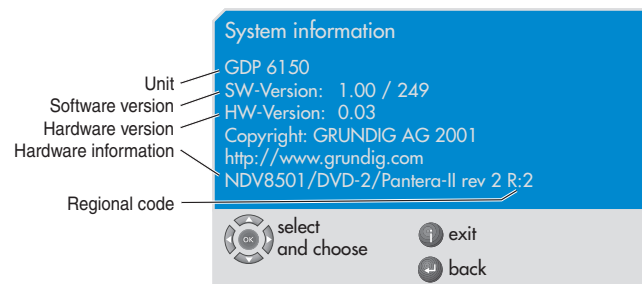 System information
Unit
GDP 6150
Software version
SW-Version: 1.00 / 249
Hardware version
HW-Version: 0.03
Copyright: GRUNDIG AG 2001
Hardware information
http://www.grundig.com
NDV8501/DVD-2/Pantera-II rev 2 R:2
Regional code
OK
select
and choose
i
exit
back